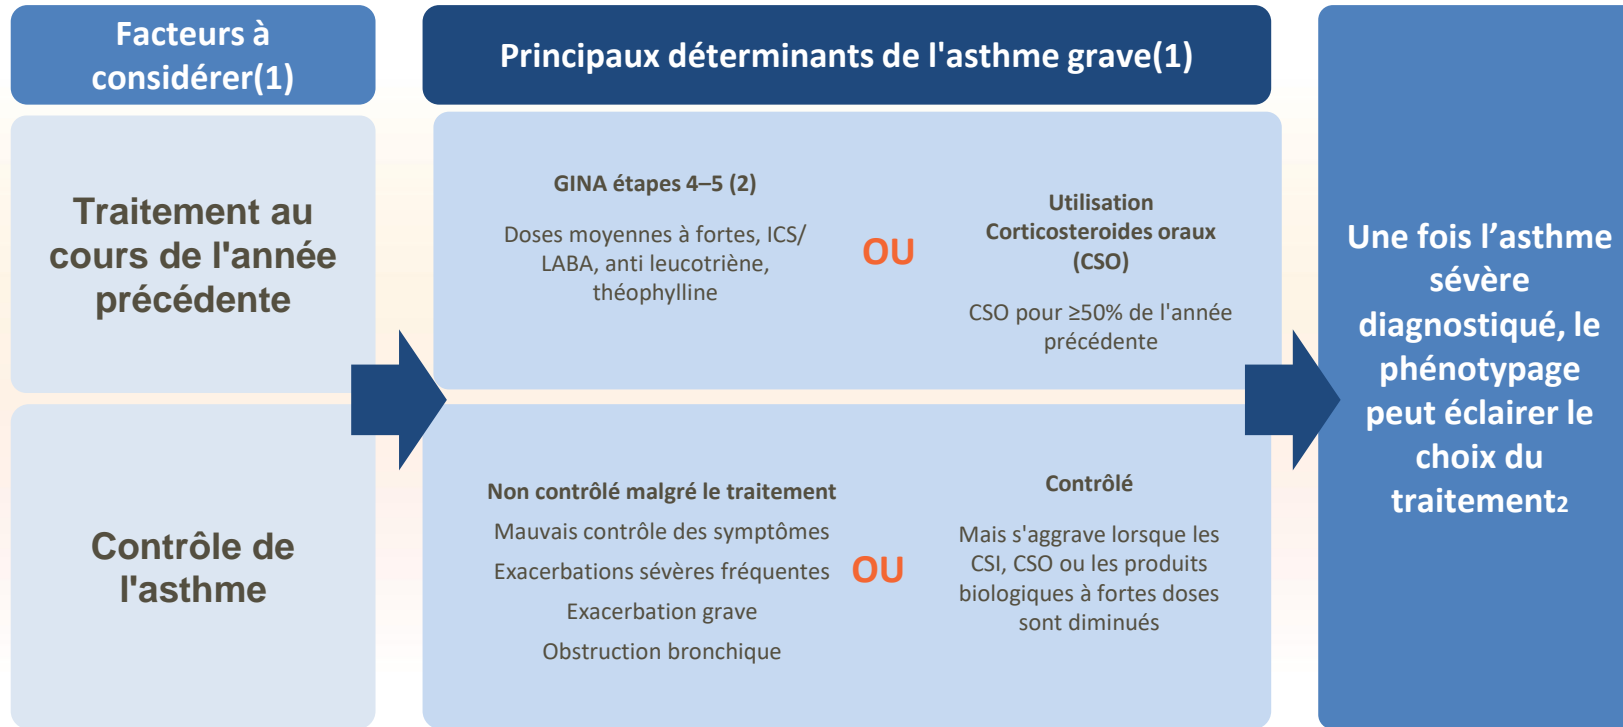 Facteurs à
considérer(1)
Principaux déterminants de l'asthme grave(1)
Traitement au
cours de l'année
précédente
GINA étapes 4–5 (2)
Doses moyennes à fortes, ICS/
LABA, anti leucotriène,
théophylline
OU
Utilisation
Corticosteroides oraux
(CSO)
CSO pour ≥50% de l'année
précédente
Contrôle de
l'asthme
Non contrôlé malgré le traitement
Mauvais contrôle des symptômes
Exacerbations sévères fréquentes
Exacerbation grave
Obstruction bronchique
OU
Contrôlé
Mais s'aggrave lorsque les
CSI, CSO ou les produits
biologiques à fortes doses
sont diminués
Une fois l’asthme
sévère
diagnostiqué, le
phénotypage
peut éclairer le
choix du
traitement2